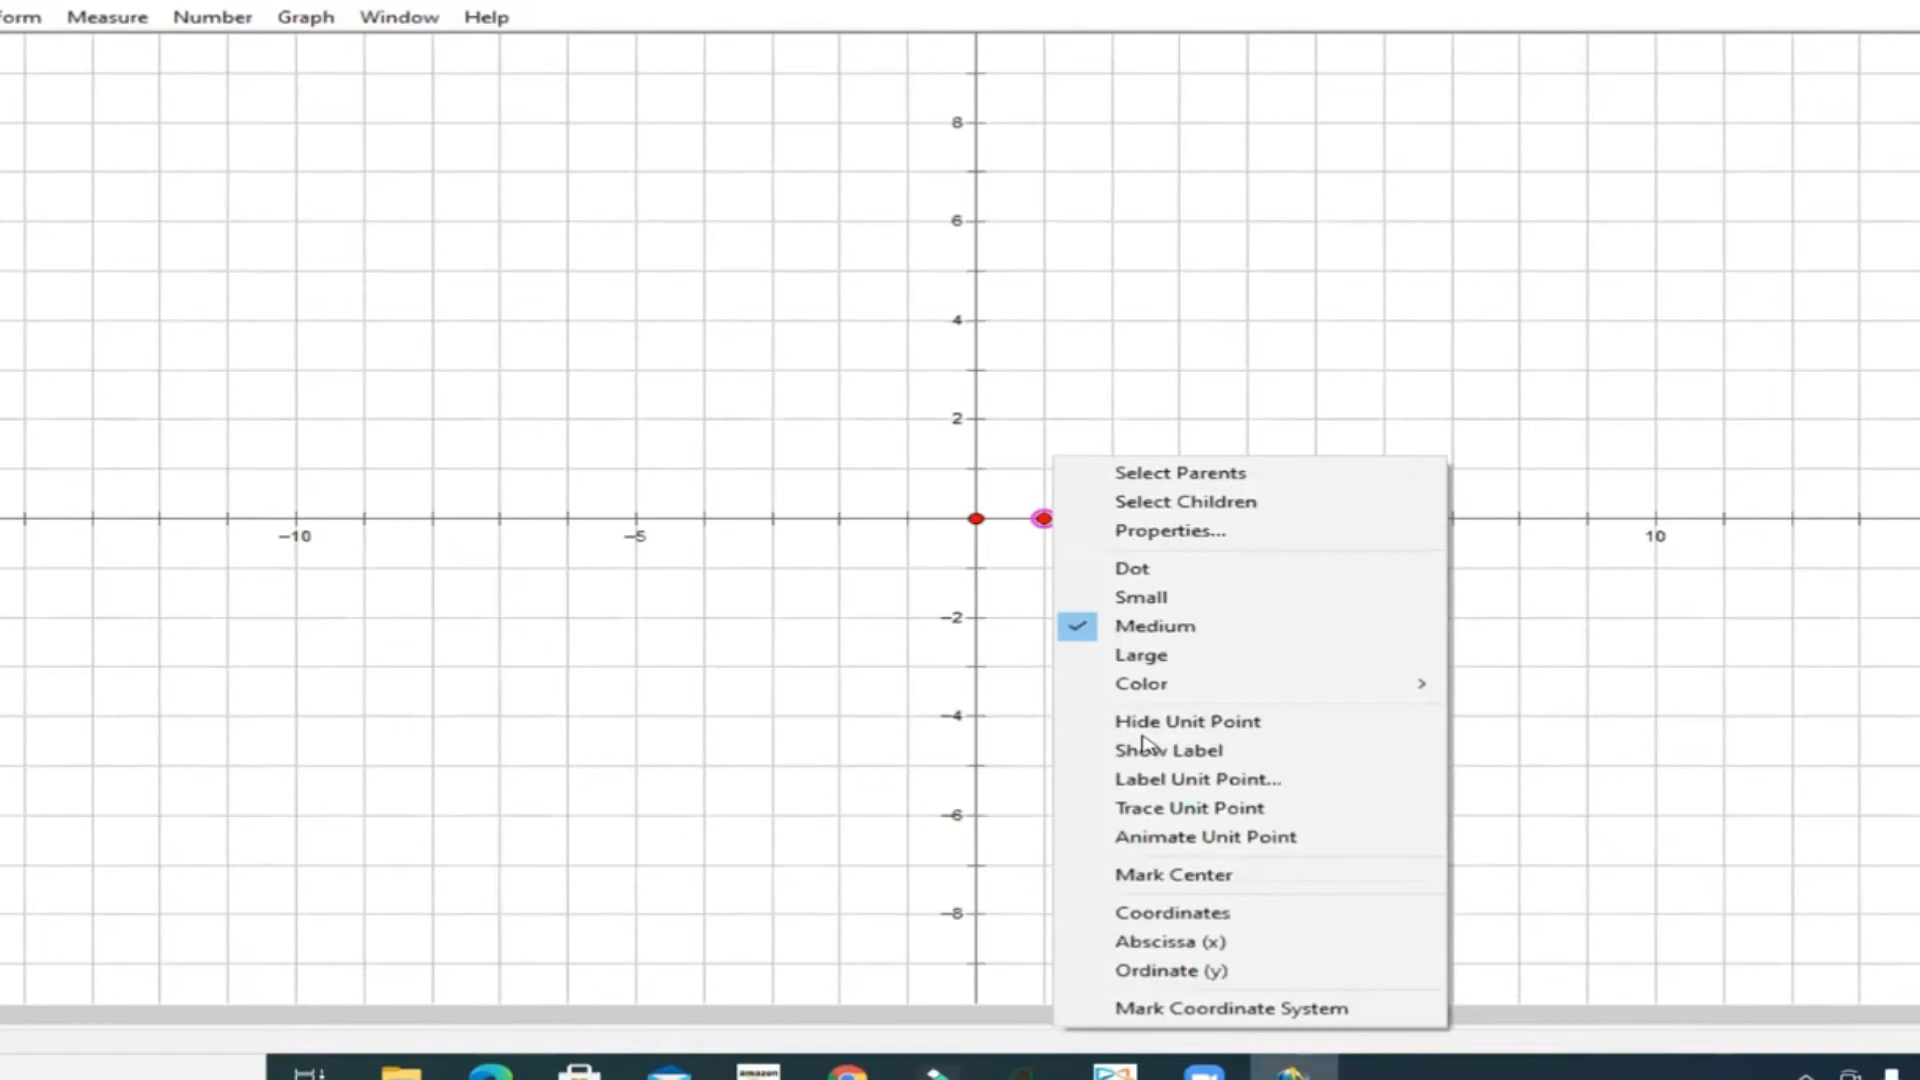 orm Measure Number Graph Window Help
8
6
4
2
-10 -5 10
-2
-4
-6
-8
Select Parents
Select Children
Properties...
Dot
Small
Medium
Large
Color
Hide Unit Point
Show Label
Label Unit Point...
Trace Unit Point
Animate Unit Point
Mark Center
Coordinates
Abscissa (x)
Ordinate (y)
Mark Coordinate System
amazon